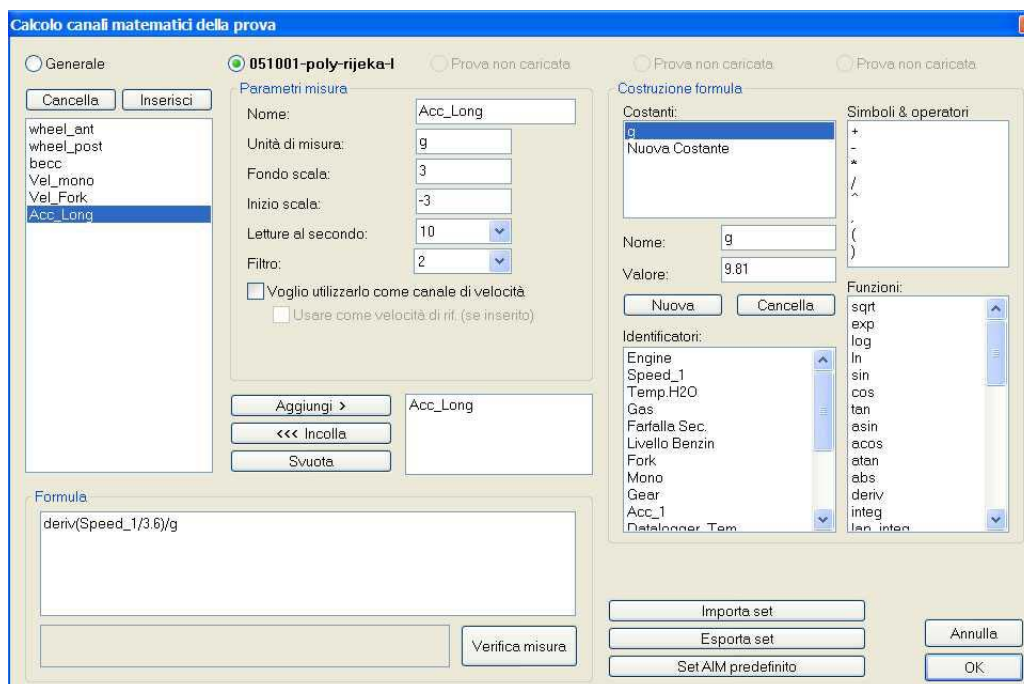 Calcolo canali matematici della prova
Generale
051001-poly-rijeka-l
Prova non caricata
Prova non caricata
Prova non caricata
Cancella
Inserisci
wheel_ant
wheel_post
becc
Vel_mono
Vel_Fork
Acc_Long
Parametri misura
Nome:
Acc_Long
Unità di misura:
g
Fondo scala:
3
Inizio scala:
-3
Letture al secondo:
10
Filtro:
2
Voglio utilizzarlo come canale di velocità
Usare come velocità di rif. (se inserito)
Aggiungi >
<<< Incolla
Svuota
Acc_Long
Costruzione formula
Costanti:
g
Nuova Costante
Nome:
g
Valore:
9.81
Nuova
Cancella
Identificatori:
Engine
Speed_1
Temp.H2O
Gas
Farfalla Sec.
Livello Benzin
Fork
Mono
Gear
Acc_1
Datalogger_Tem
Simboli & operatori
+
-
*
/
^
,
(
)
Funzioni:
sqrt
exp
log
ln
sin
cos
tan
asin
acos
atan
abs
deriv
integ
lap_integ
Formula
deriv(Speed_1/3.6)/g
Verifica misura
Importa set
Esporta set
Set AIM predefinito
Annulla
OK